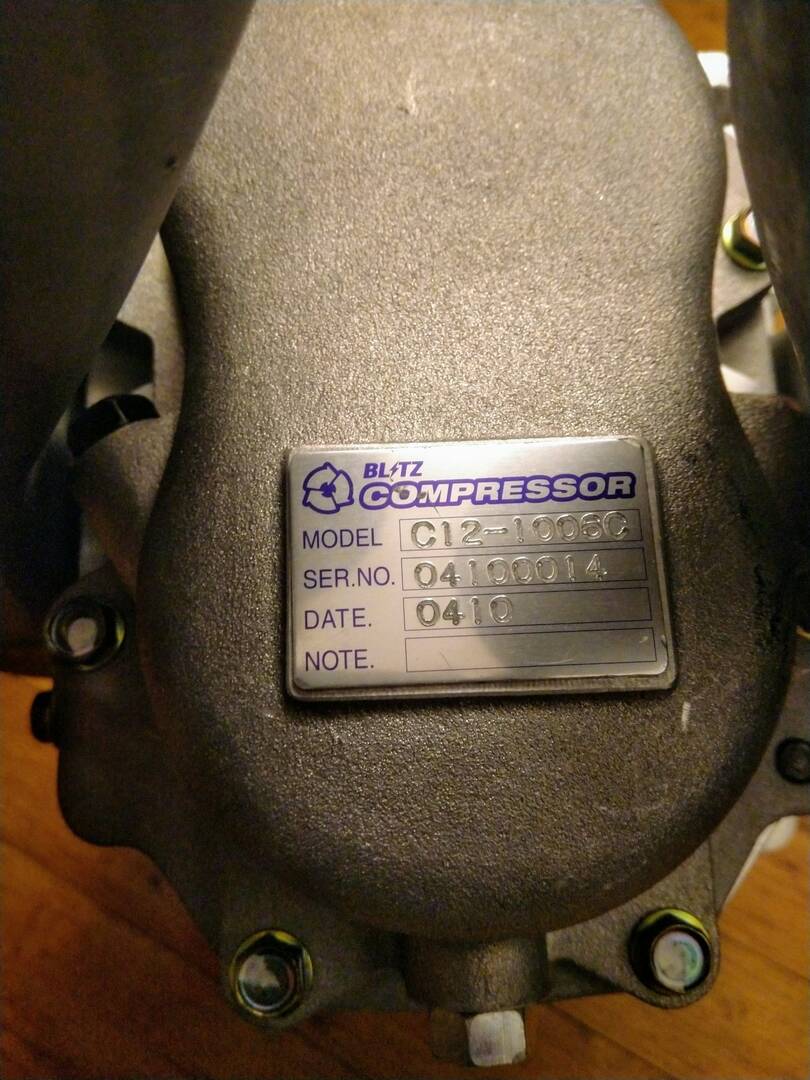 BLITZ
COMPRESSOR
MODEL C12-1006C
SER.NO. 04100014
DATE. 0410
NOTE.